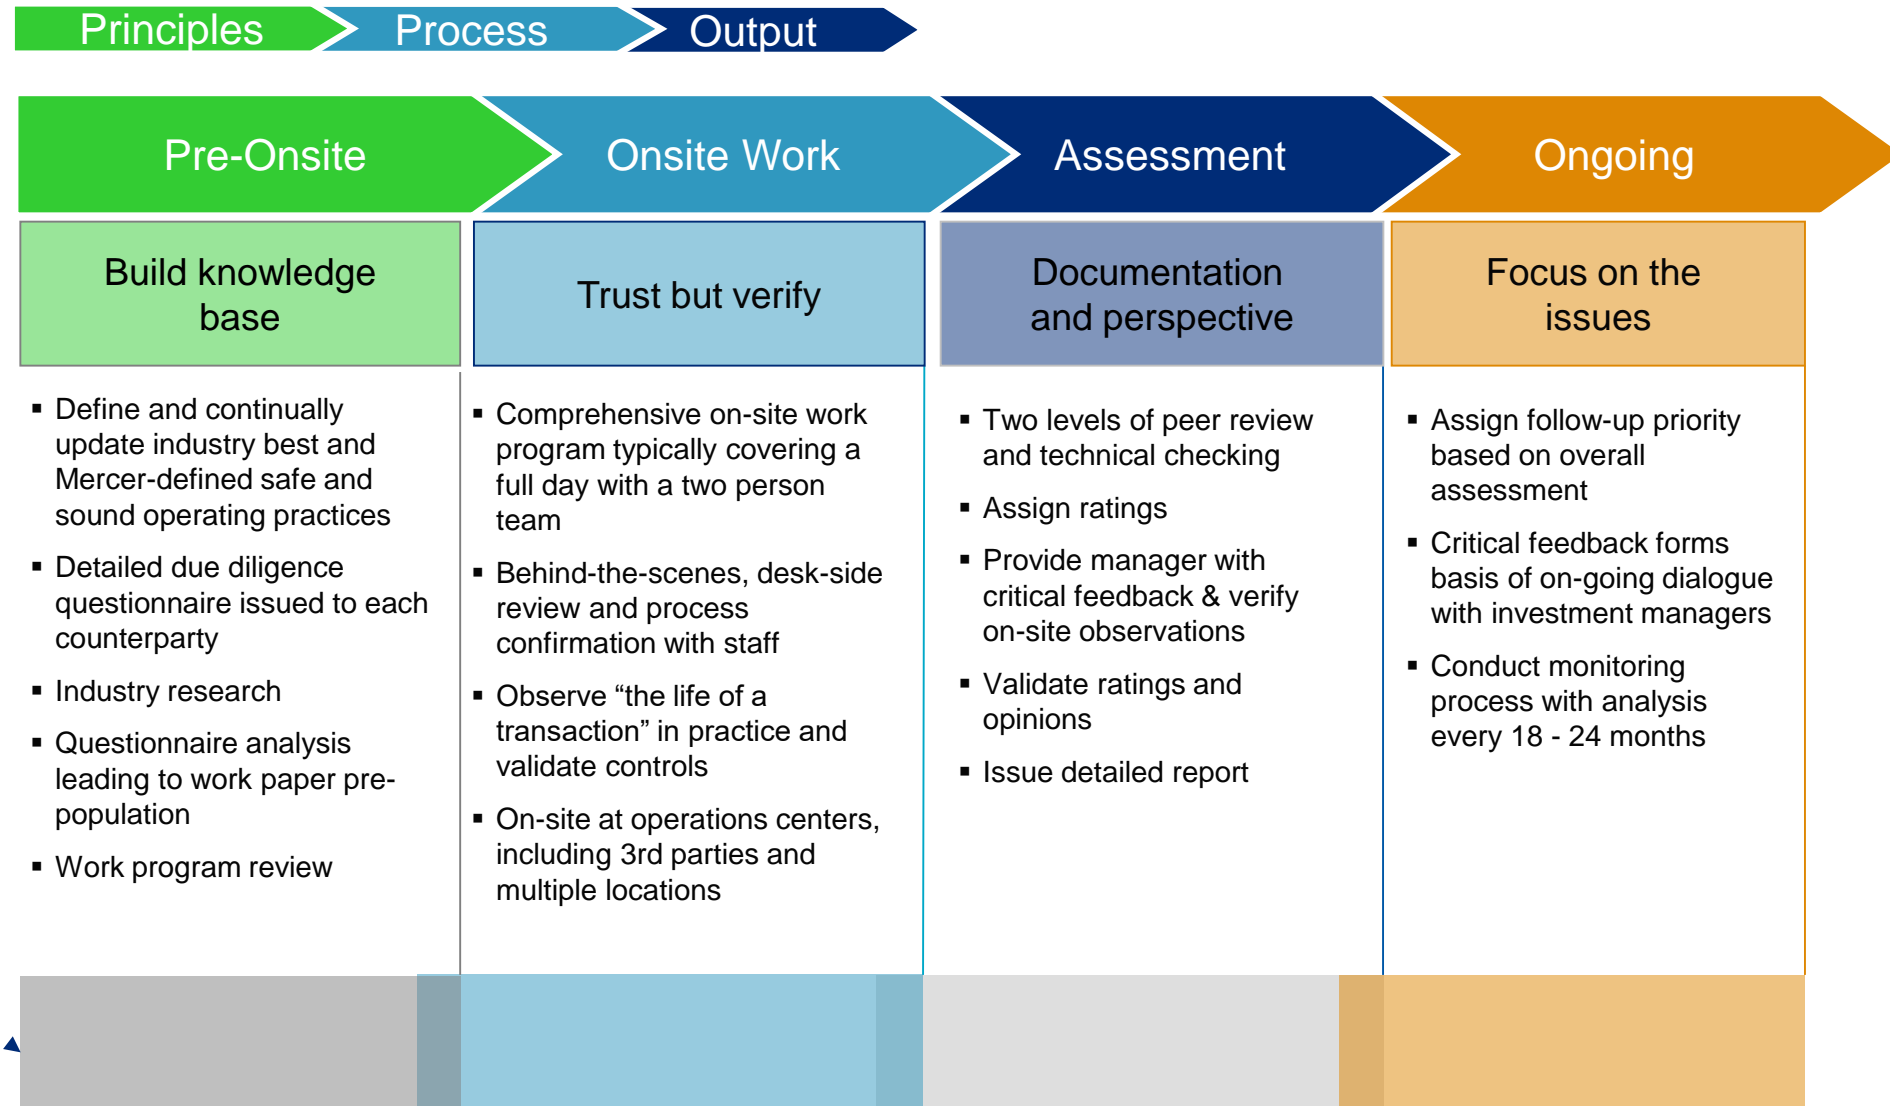 Principles
Process
Output
Pre-Onsite
Onsite Work
Assessment
Ongoing
Build knowledge
base
Trust but verify
Documentation
and perspective
Focus on the
issues
▪ Define and continually
update industry best and
Mercer-defined safe and
sound operating practices
▪ Detailed due diligence
questionnaire issued to each
counterparty
▪ Industry research
▪ Questionnaire analysis
leading to work paper pre-
population
▪ Work program review
▪ Comprehensive on-site work
program typically covering a
full day with a two person
team
▪ Behind-the-scenes, desk-side
review and process
confirmation with staff
▪ Observe “the life of a
transaction” in practice and
validate controls
▪ On-site at operations centers,
including 3rd parties and
multiple locations
▪ Two levels of peer review
and technical checking
▪ Assign ratings
▪ Provide manager with
critical feedback & verify
on-site observations
▪ Validate ratings and
opinions
▪ Issue detailed report
▪ Assign follow-up priority
based on overall
assessment
▪ Critical feedback forms
basis of on-going dialogue
with investment managers
▪ Conduct monitoring
process with analysis
every 18 - 24 months